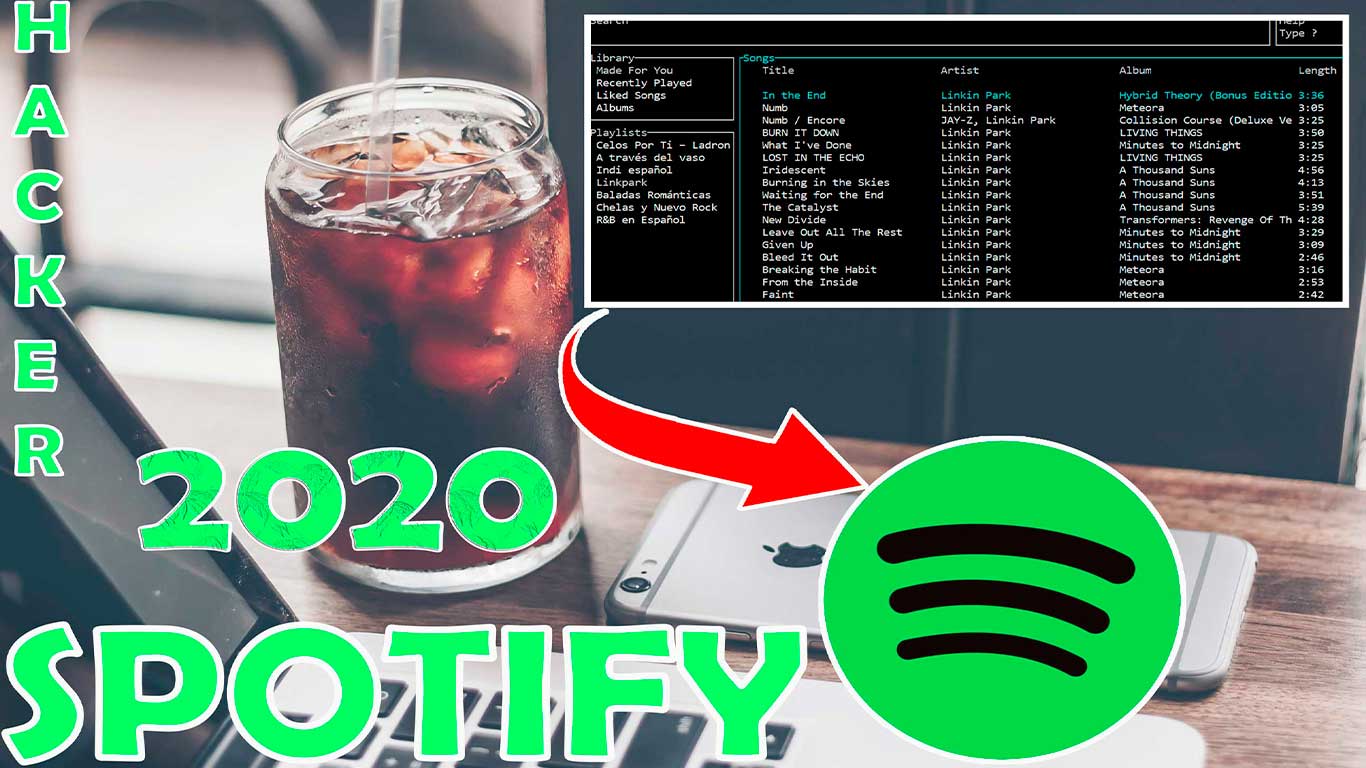 HACKER
2020
SPOTIFY
Search
Help
Type ?
Library
Made For You
Recently Played
Liked Songs
Albums
Playlists
Celos Por Ti – Ladron
A través del vaso
Indi español
Linkpark
Baladas Románticas
Chelas y Nuevo Rock
R&B en Español
Songs
Title Artist Album Length
In the End Linkin Park Hybrid Theory (Bonus Editio 3:36
Numb Linkin Park Meteora 3:05
Numb / Encore JAY-Z, Linkin Park Collision Course (Deluxe Ve 3:25
BURN IT DOWN Linkin Park LIVING THINGS 3:50
What I've Done Linkin Park Minutes to Midnight 3:25
LOST IN THE ECHO Linkin Park LIVING THINGS 3:25
Iridescent Linkin Park A Thousand Suns 4:56
Burning in the Skies Linkin Park A Thousand Suns 4:13
Waiting for the End Linkin Park A Thousand Suns 3:51
The Catalyst Linkin Park A Thousand Suns 5:39
New Divide Linkin Park Transformers: Revenge Of Th 4:28
Leave Out All The Rest Linkin Park Minutes to Midnight 3:29
Given Up Linkin Park Minutes to Midnight 3:09
Bleed It Out Linkin Park Minutes to Midnight 2:46
Breaking the Habit Linkin Park Meteora 3:16
From the Inside Linkin Park Meteora 2:53
Faint Linkin Park Meteora 2:42